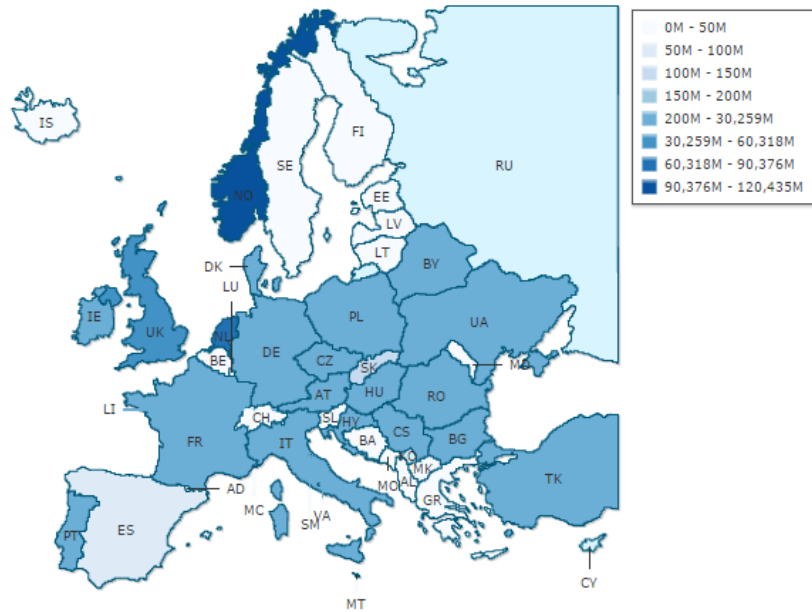 0M - 50M
50M - 100M
100M - 150M
150M - 200M
200M - 30,259M
30,259M - 60,318M
60,318M - 90,376M
90,376M - 120,435M
IS
FI
SE
RU
NO
EE
LV
LT
DK
BY
LU
IE
PL
UA
UK
NL
DE
BE
CZ
SK
MD
AT
HU
RO
LI
CH
SL
HY
FR
IT
BA
CS
BG
KO
MK
TK
AD
MO
AL
GR
MC
VA
SM
ES
PT
CY
MT